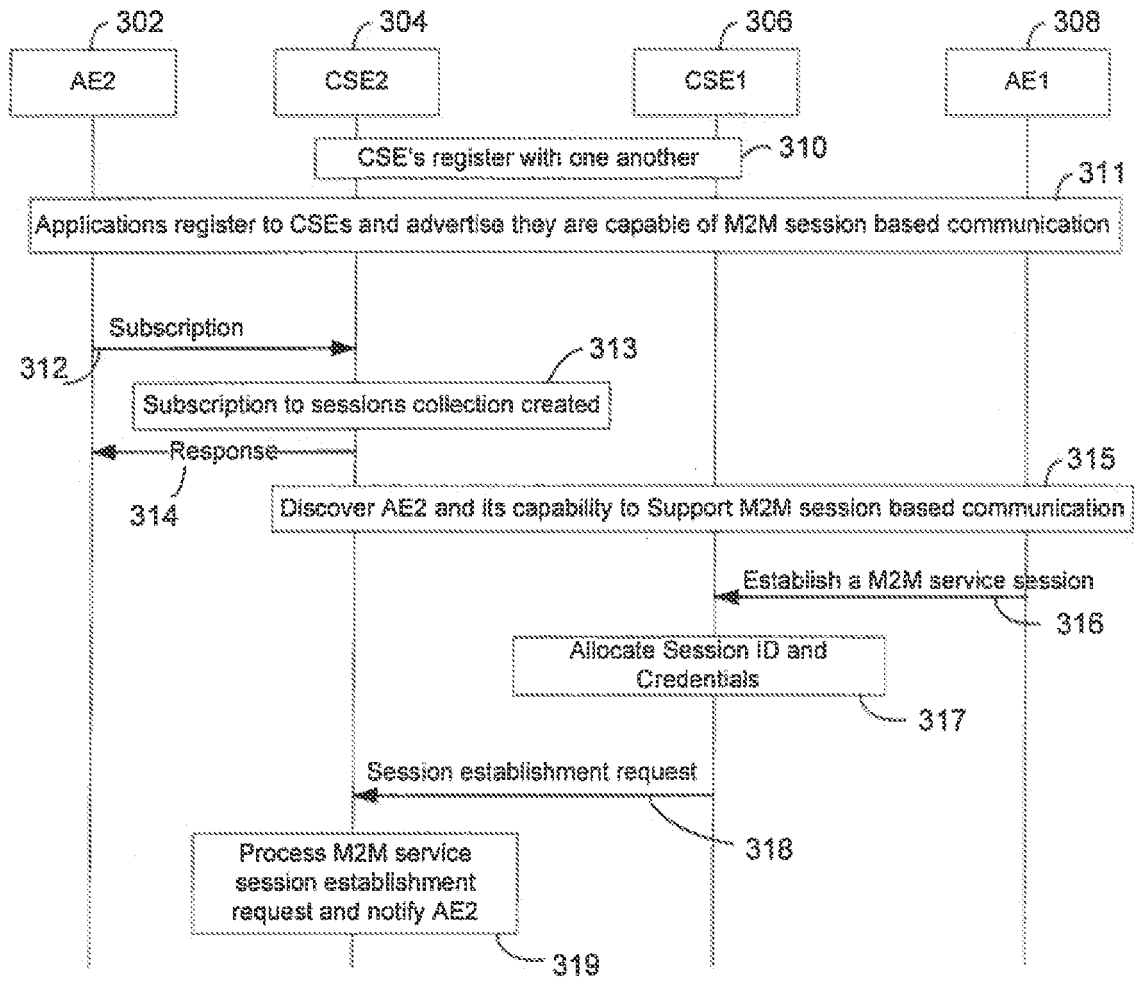 302
304
306
308
AE2
CSE2
CSE1
AE1
CSE's register with one another
310
311
Applications register to CSEs and advertise they are capable of M2M session based communication
Subscription
312
313
Subscription to sessions collection created
Response
314
315
Discover AE2 and its capability to Support M2M session based communication
Establish a M2M service session
316
Allocate Session ID and
Credentials
317
Session establishment request
318
Process M2M service
session establishment
request and notify AE2
319